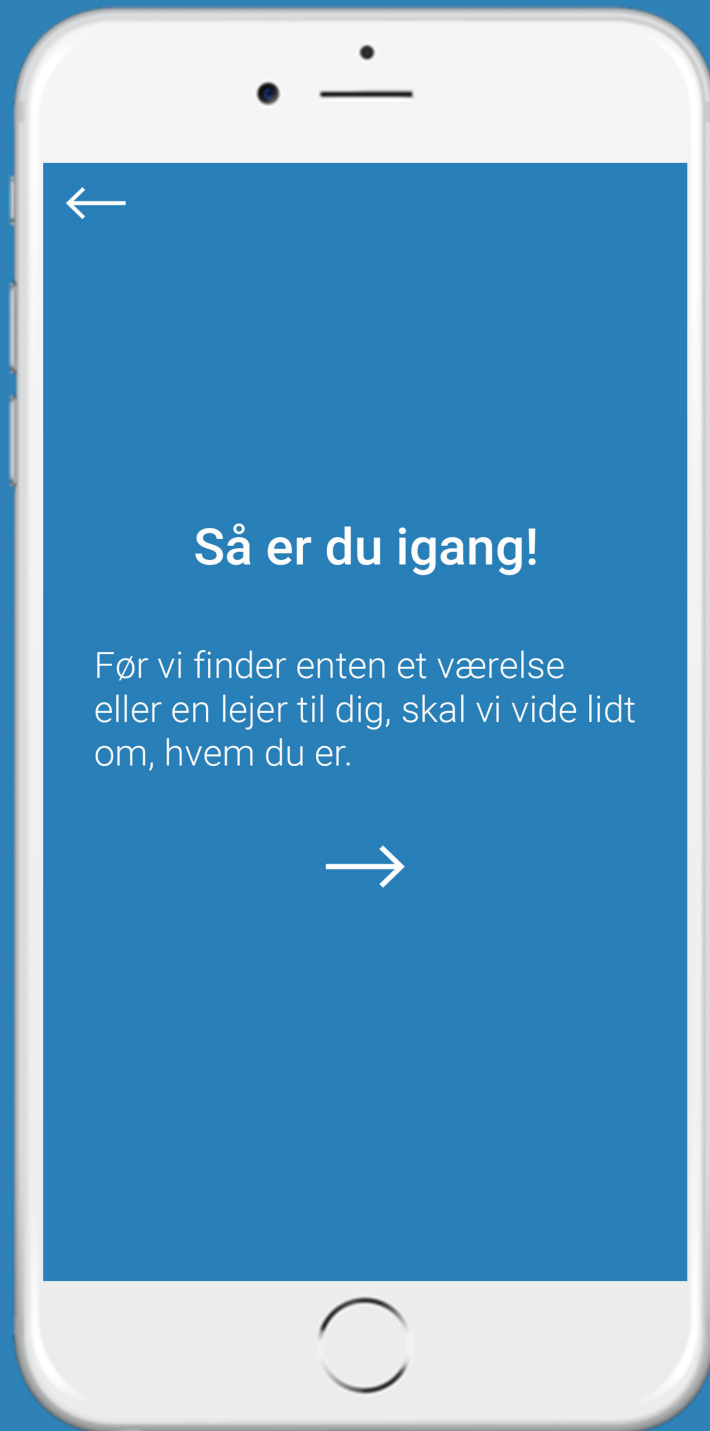 Så er du igang!
Før vi finder enten et værelse
eller en lejer til dig, skal vi vide lidt
om, hvem du er.